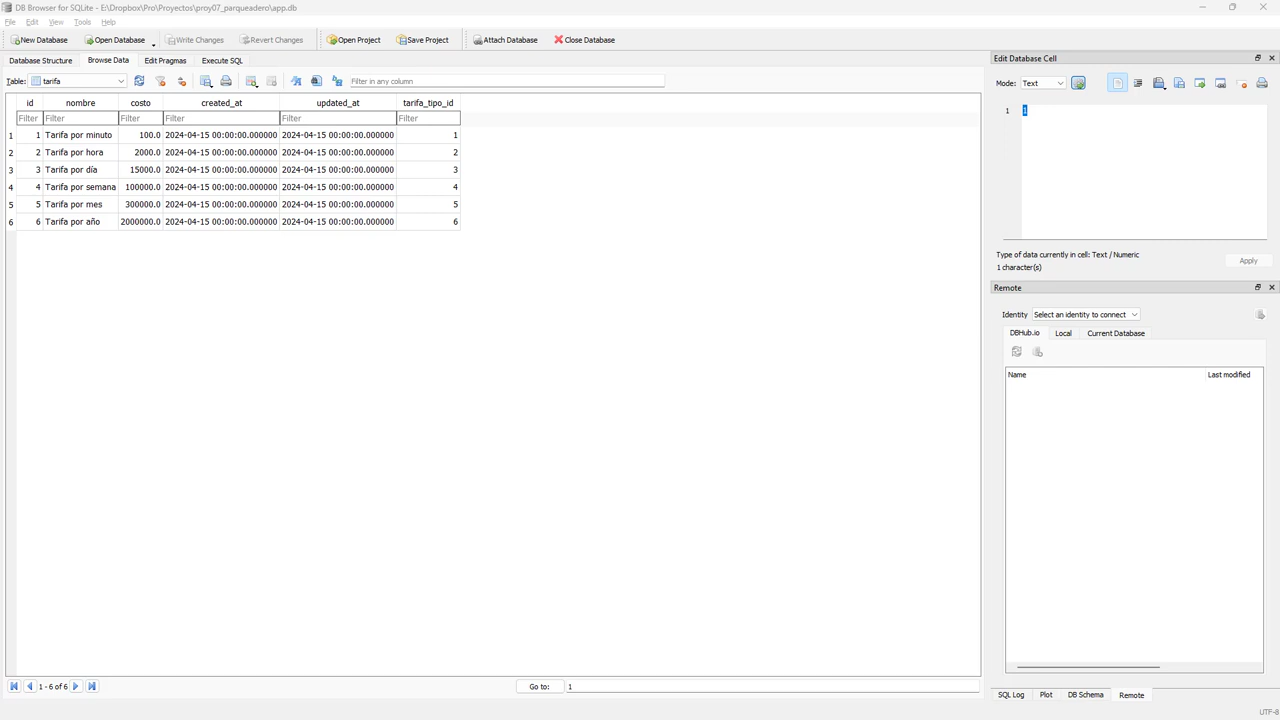 DB Browser for SQLite - E:\Dropbox\Pro\Proyectos\proy07_parqueadero\app.db
File Edit View Tools Help
New Database Open Database Write Changes Revert Changes Open Project Save Project Attach Database Close Database
Database Structure Browse Data Edit Pragmas Execute SQL
Table: tarifa Filter in any column
id nombre costo created_at updated_at tarifa_tipo_id
Filter Filter Filter Filter Filter Filter
1 1 Tarifa por minuto 100.0 2024-04-15 00:00:00.000000 2024-04-15 00:00:00.000000 1
2 2 Tarifa por hora 2000.0 2024-04-15 00:00:00.000000 2024-04-15 00:00:00.000000 2
3 3 Tarifa por día 15000.0 2024-04-15 00:00:00.000000 2024-04-15 00:00:00.000000 3
4 4 Tarifa por semana 100000.0 2024-04-15 00:00:00.000000 2024-04-15 00:00:00.000000 4
5 5 Tarifa por mes 300000.0 2024-04-15 00:00:00.000000 2024-04-15 00:00:00.000000 5
6 6 Tarifa por año 2000000.0 2024-04-15 00:00:00.000000 2024-04-15 00:00:00.000000 6
1 - 6 of 6 Go to: 1
Edit Database Cell
Mode: Text
1 1
Type of data currently in cell: Text / Numeric
1 character(s)
Apply
Remote
Identity Select an identity to connect
DBHub.io Local Current Database
Name Last modified
SQL Log Plot DB Schema Remote
UTF-8